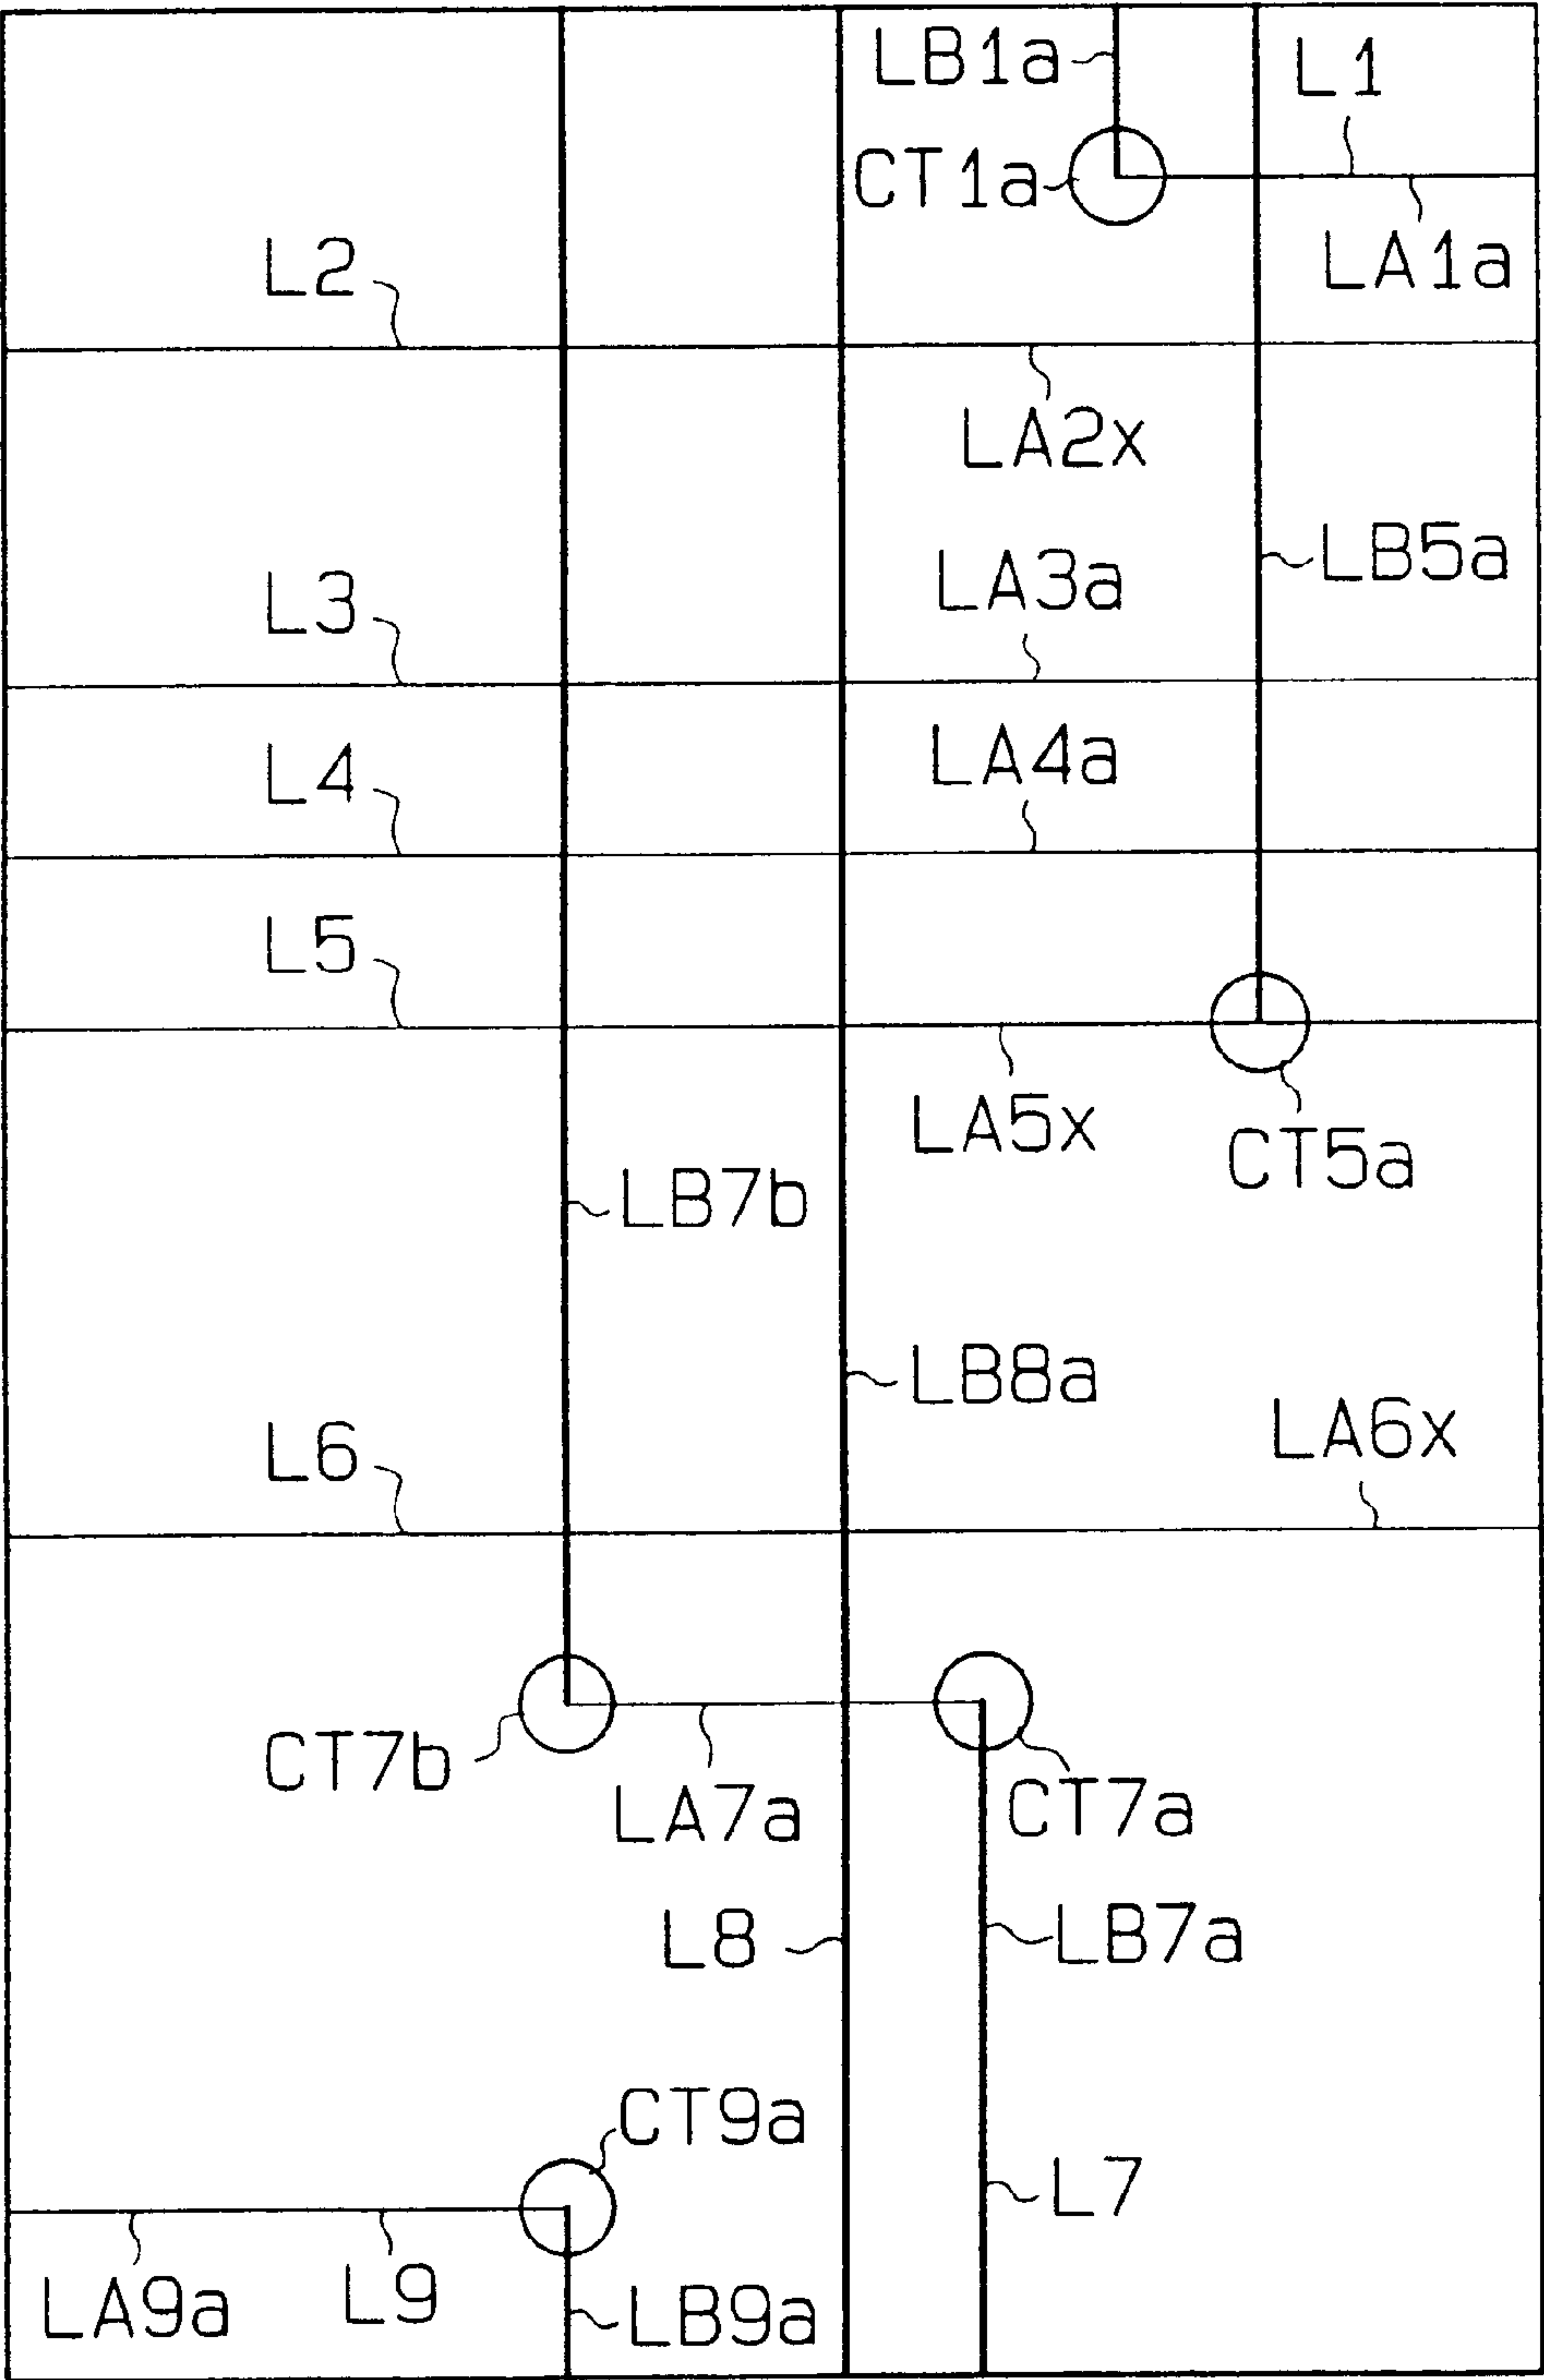 LB1a
L1
CT1a
LA1a
L2
LA2x
LB5a
LA3a
L3
LA4a
L4
L5
LA5x
CT5a
LB7b
LB8a
LA6x
L6
CT7b
LA7a
CT7a
L8
LB7a
CT9a
L7
LA9a
L9
LB9a